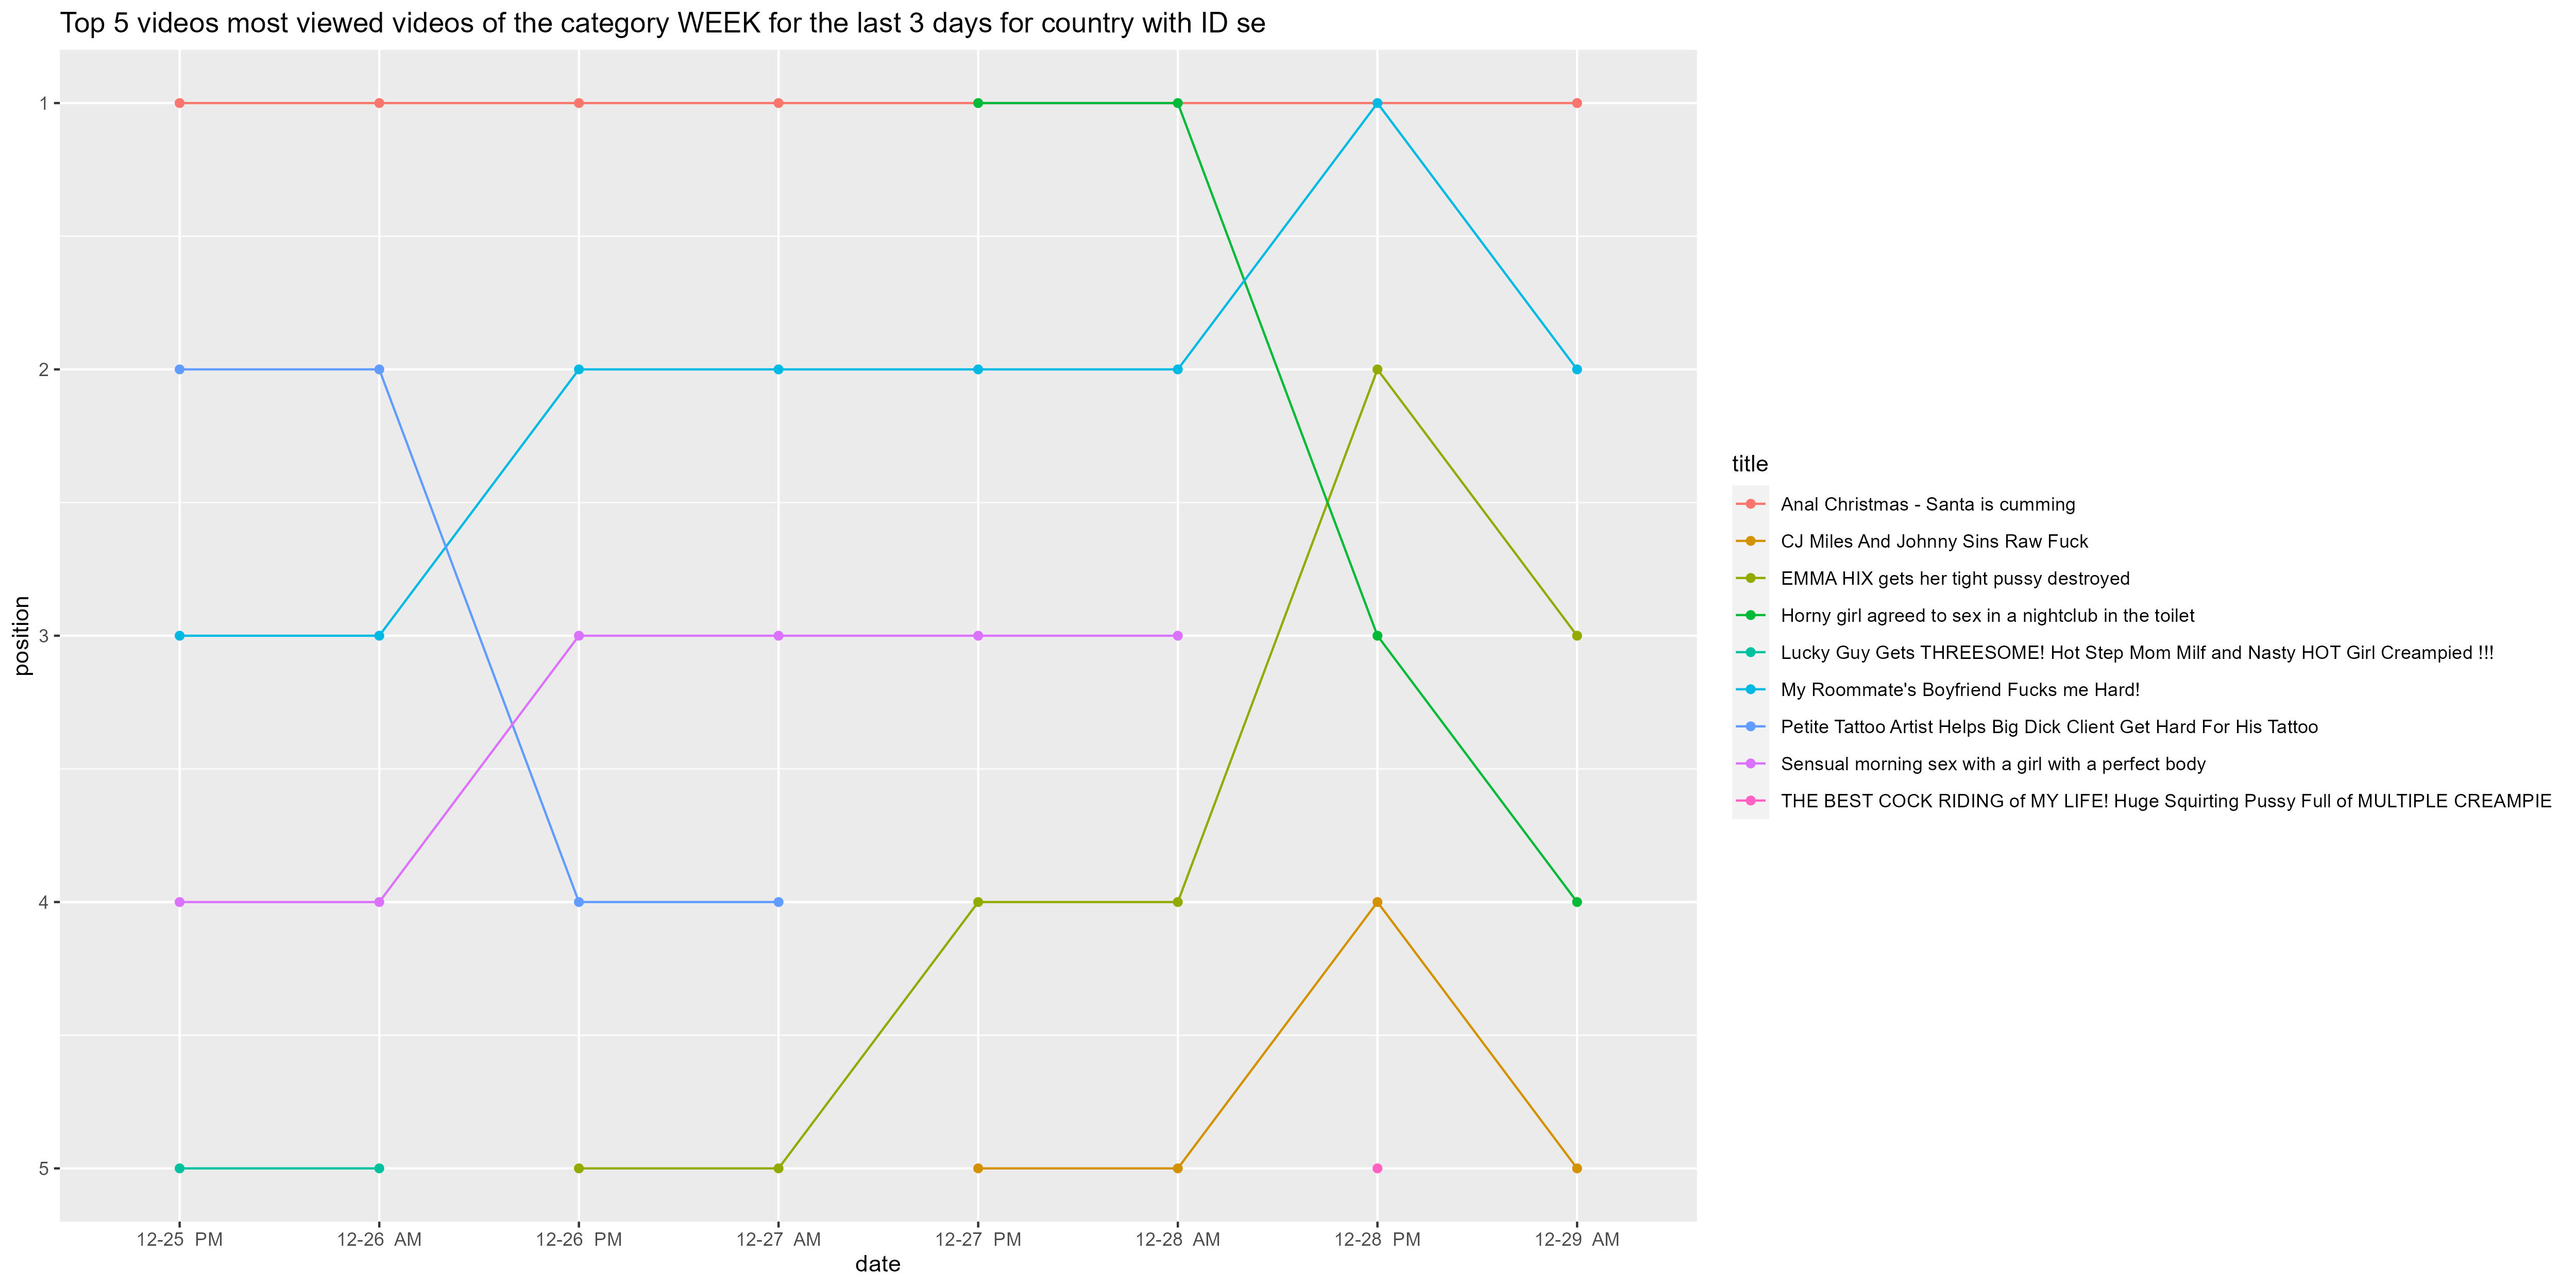 Top 5 videos most viewed videos of the category WEEK for the last 3 days for country with ID se
position
1
2
3
4
5
12-25 PM
12-26 AM
12-26 PM
12-27 AM
12-27 PM
12-28 AM
12-28 PM
12-29 AM
date
title
Anal Christmas - Santa is cumming
CJ Miles And Johnny Sins Raw Fuck
EMMA HIX gets her tight pussy destroyed
Horny girl agreed to sex in a nightclub in the toilet
Lucky Guy Gets THREESOME! Hot Step Mom Milf and Nasty HOT Girl Creampied !!!
My Roommate's Boyfriend Fucks me Hard!
Petite Tattoo Artist Helps Big Dick Client Get Hard For His Tattoo
Sensual morning sex with a girl with a perfect body
THE BEST COCK RIDING of MY LIFE! Huge Squirting Pussy Full of MULTIPLE CREAMPIE